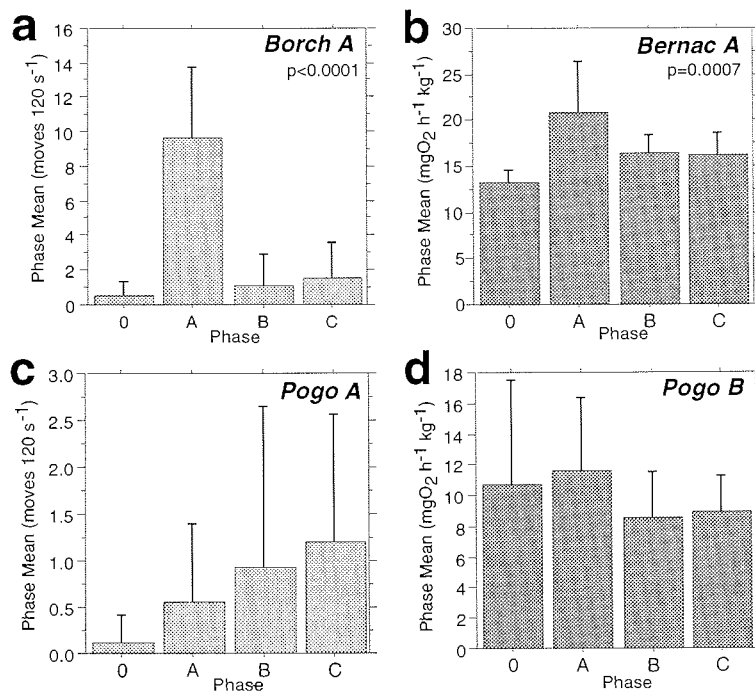 a
Borch A
p<0.0001
Phase Mean (moves 120 s⁻¹)
16
14
12
10
8
6
4
2
0
0 A B C
Phase
b
Bernac A
p=0.0007
Phase Mean (mgO₂ h⁻¹ kg⁻¹)
30
25
20
15
10
5
0
0 A B C
Phase
c
Pogo A
Phase Mean (moves 120 s⁻¹)
3.0
2.5
2.0
1.5
1.0
0.5
0.0
0 A B C
Phase
d
Pogo B
Phase Mean (mgO₂ h⁻¹ kg⁻¹)
18
16
14
12
10
8
6
4
2
0
0 A B C
Phase